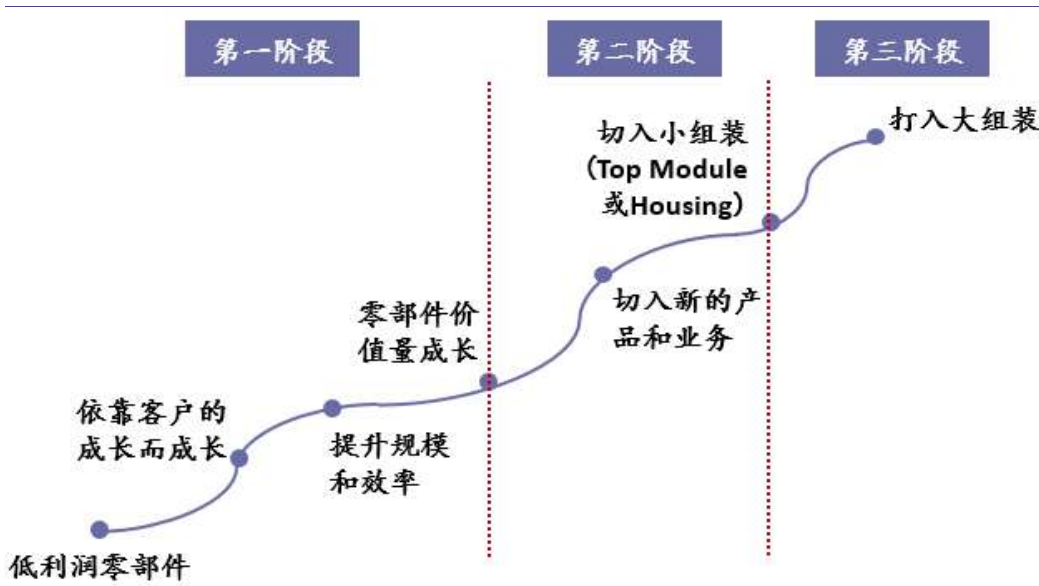 第一阶段
第二阶段
第三阶段
打入大组装
切入小组装
（Top Module
或Housing）
切入新的产
品和业务
零部件价
值量成长
依靠客户的
成长而成长
提升规模
和效率
低利润零部件